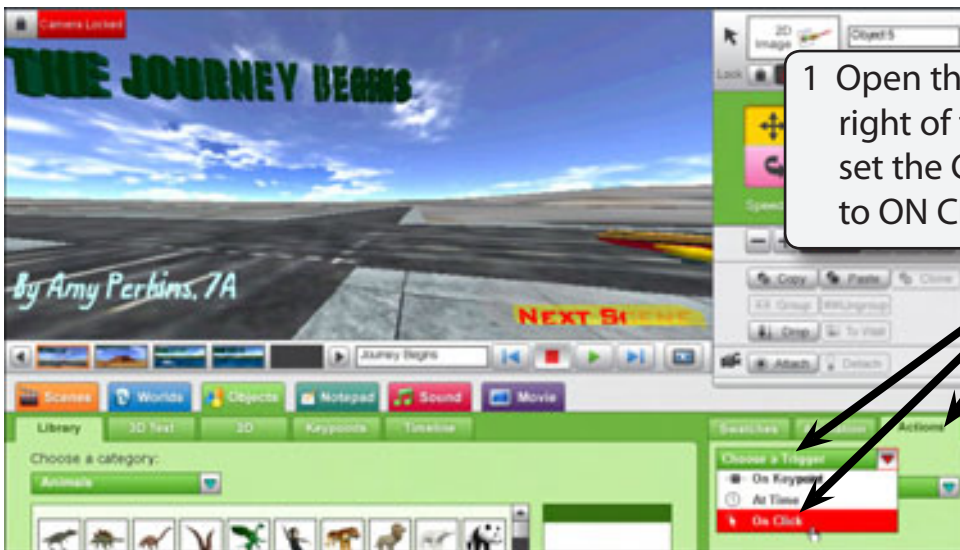 Camera Locked
THE JOURNEY BEGINS
By Amy Perkins, 7A
NEXT SCENE
2D
Image
Object 5
Lock
1 Open th
right of
set the
to ON C
Speed
Copy
Paste
Clone
Group
Ungroup
Drop
To Visit
Attach
Detach
Journey Begins
Scenes
Worlds
Objects
Notepad
Sound
Movie
Library
3D Text
2D
Keypoints
Timeline
Swatches
Actions
Choose a category:
Animals
Choose a Trigger
On Keypoint
At Time
On Click